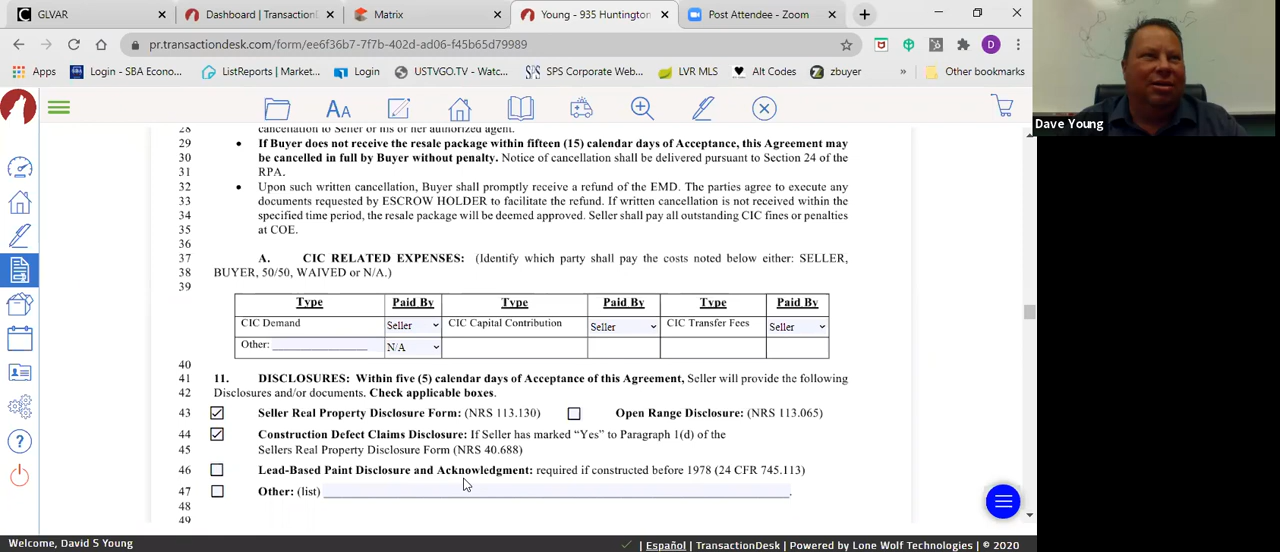 GLVAR
Dashboard | Transaction
Matrix
Young - 935 Huntington
Post Attendee - Zoom
pr.transactiondesk.com/form/ee6f36b7-7f7b-402d-ad06-f45b65d79989
Apps
Login - SBA Econo...
ListReports | Market...
Login
USTVGO.TV - Watc...
SPS Corporate Web...
LVR MLS
Alt Codes
zbuyer
» Other bookmarks
Dave Young
28 cancellation to Seller or his or her authorized agent.
29 • If Buyer does not receive the resale package within fifteen (15) calendar days of Acceptance, this Agreement may
30 be cancelled in full by Buyer without penalty. Notice of cancellation shall be delivered pursuant to Section 24 of the
31 RPA.
32 • Upon such written cancellation, Buyer shall promptly receive a refund of the EMD. The parties agree to execute any
33 documents requested by ESCROW HOLDER to facilitate the refund. If written cancellation is not received within the
34 specified time period, the resale package will be deemed approved. Seller shall pay all outstanding CIC fines or penalties
35 at COE.
36
37 A. CIC RELATED EXPENSES: (Identify which party shall pay the costs noted below either: SELLER,
38 BUYER, 50/50, WAIVED or N/A.)
39
Type Paid By Type Paid By Type Paid By
CIC Demand Seller CIC Capital Contribution Seller CIC Transfer Fees Seller
Other: N/A
40
41 11. DISCLOSURES: Within five (5) calendar days of Acceptance of this Agreement, Seller will provide the following
42 Disclosures and/or documents. Check applicable boxes.
43 Seller Real Property Disclosure Form: (NRS 113.130) Open Range Disclosure: (NRS 113.065)
44 Construction Defect Claims Disclosure: If Seller has marked “Yes” to Paragraph 1(d) of the
45 Sellers Real Property Disclosure Form (NRS 40.688)
46 Lead-Based Paint Disclosure and Acknowledgment: required if constructed before 1978 (24 CFR 745.113)
47 Other: (list) .
48
49
Welcome, David S Young
| Español | TransactionDesk | Powered by Lone Wolf Technologies | © 2020